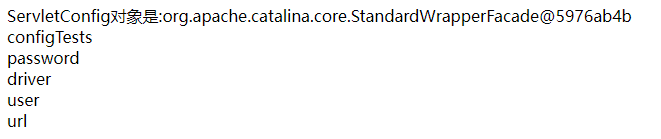 ServletConfig对象是:org.apache.catalina.core.StandardWrapperFacade@5976ab4b
configTests
password
driver
user
url